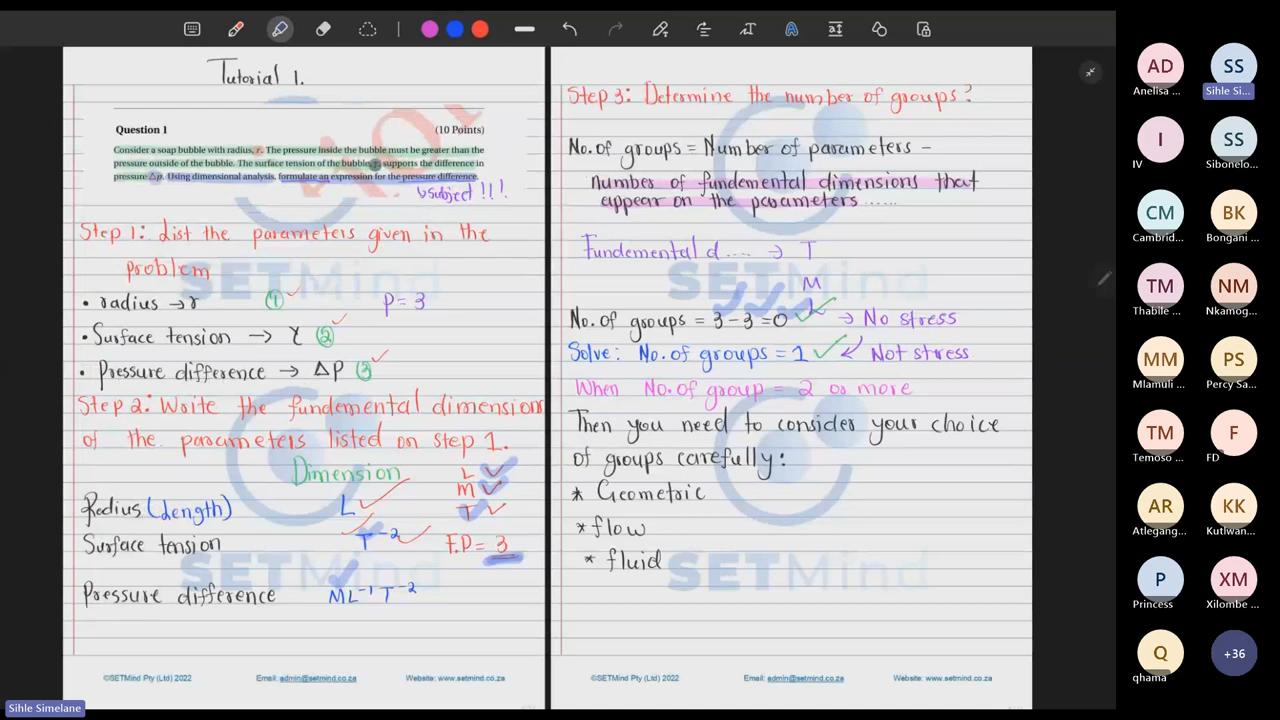 Tutorial 1.
Question 1 (10 Points)
Consider a soap bubble with radius, r. The pressure inside the bubble must be greater than the
pressure outside of the bubble. The surface tension of the bubble γ, supports the difference in
pressure Δp. Using dimensional analysis, formulate an expression for the pressure difference.
↳subject !!!
Step 1: List the parameters given in the
problem
• radius → r ① P = 3
• Surface tension → γ ②
• Pressure difference → ΔP ③
Step 2: Write the fundemental dimension
of the parameters listed on step 1.
Dimension L
M
Radius (Length) L T
Surface tension T⁻² F.D = 3
Pressure difference ML⁻¹ T⁻²
©SETMind Pty (Ltd) 2022 Email: admin@setmind.co.za Website: www.setmind.co.za
Step 3: Determine the number of groups?
No. of groups = Number of parameters –
number of fundemental dimensions that
appear on the parameters ......
Fundemental d.... → T
M
L
No. of groups = 3 – 3 = 0 → No stress
Solve: No. of groups = 1 Not stress
When No. of group = 2 or more
Then you need to consider your choice
of groups carefully:
* Geometric
* flow
* fluid
©SETMind Pty (Ltd) 2022 Email: admin@setmind.co.za Website: www.setmind.co.za
SETMind
SETMind
SETMind
SETMind
AD SS
Anelisa ... Sihle Si...
I SS
IV Sibonelo...
CM BK
Cambrid... Bongani ...
TM NM
Thabile ... Nkamog...
MM PS
Mlamuli ... Percy Sa...
TM F
Temoso ... FD
AR KK
Atlegang... Kutlwan...
P XM
Princess Xilombe ...
Q +36
qhama
Sihle Simelane